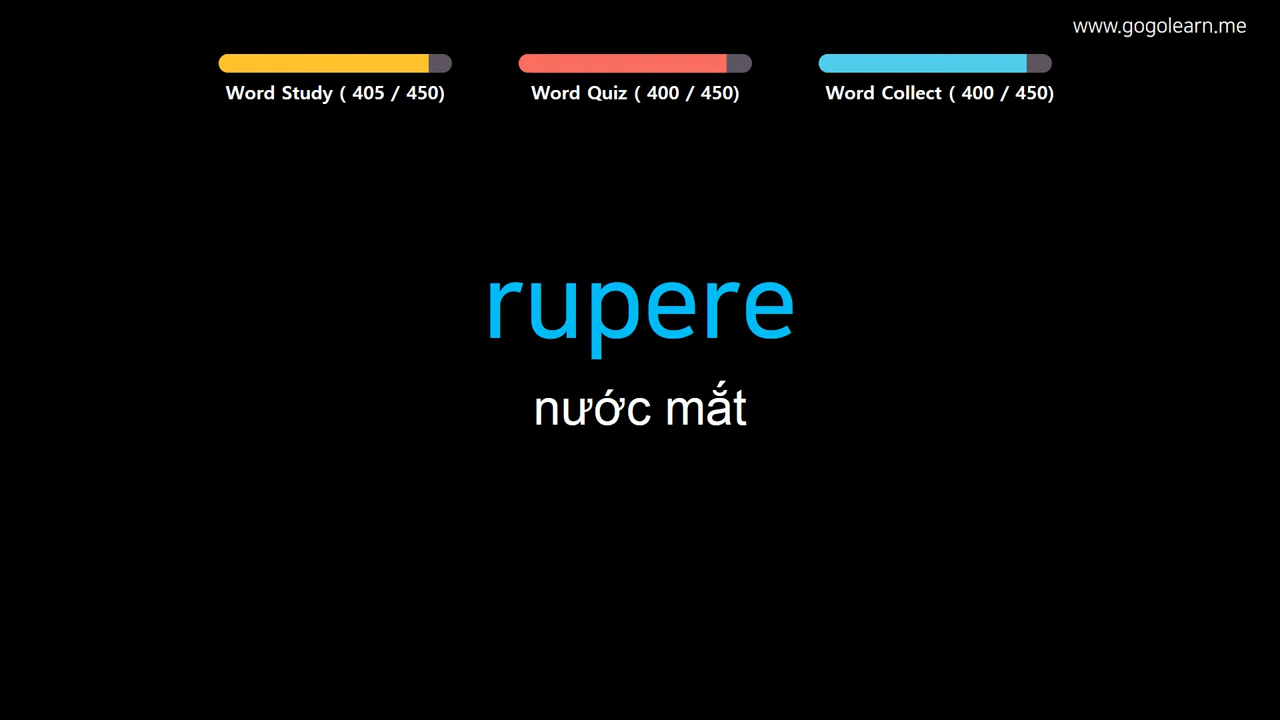 www.gogolearn.me
Word Study ( 405 / 450)
Word Quiz ( 400 / 450)
Word Collect ( 400 / 450)
rupere
nước mắt